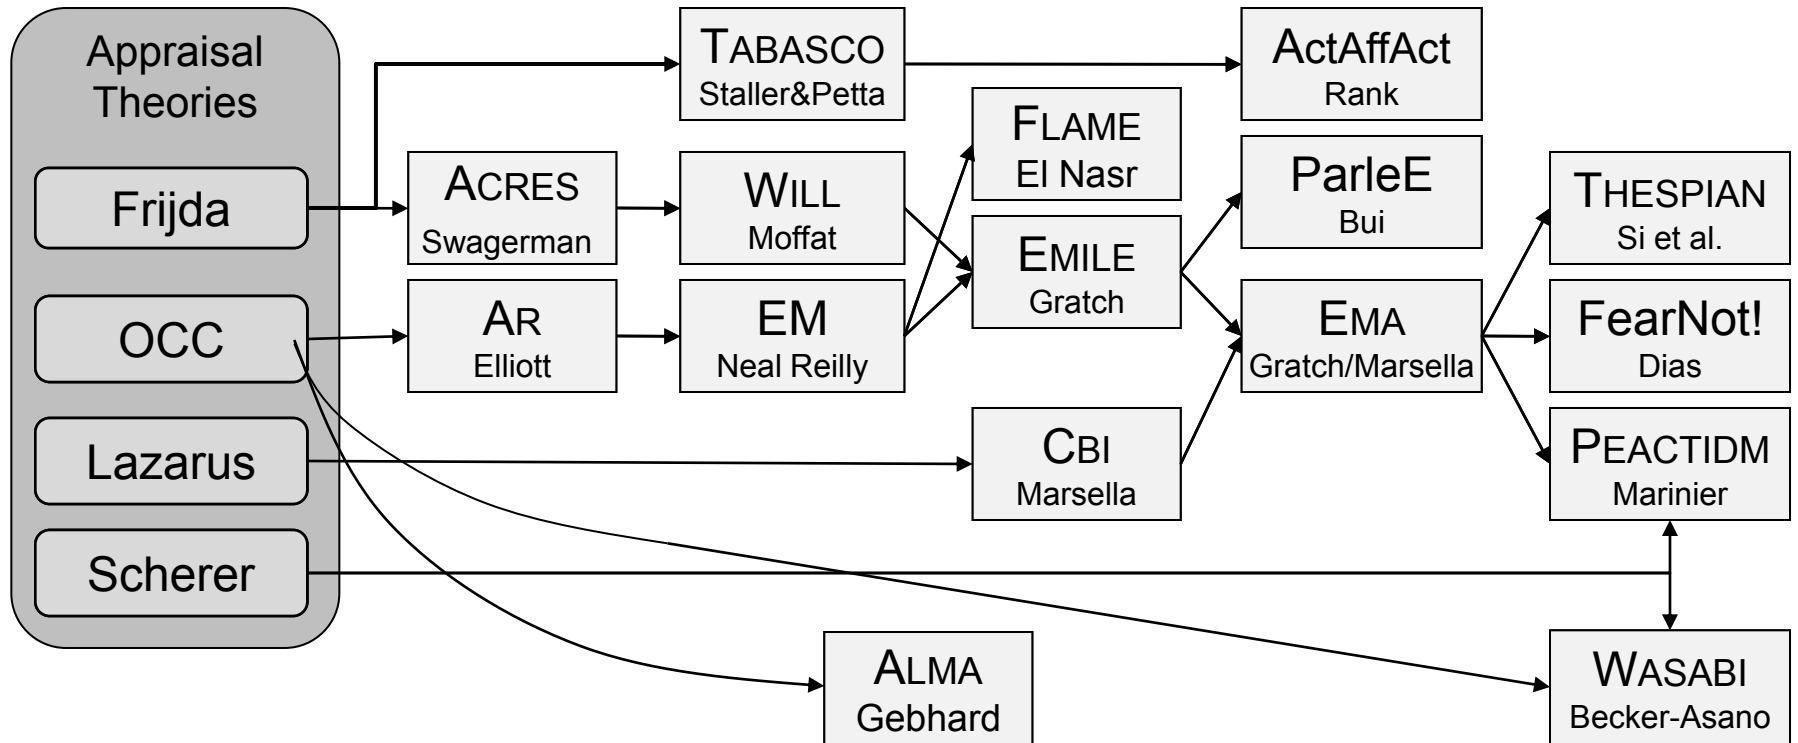 Appraisal
Theories
Frijda
OCC
Lazarus
Scherer
TABASCO
Staller&Petta
ActAffAct
Rank
FLAME
El Nasr
ACRES
Swagerman
WILL
Moffat
ParleE
Bui
THESPIAN
Si et al.
EMILE
Gratch
AR
Elliott
EM
Neal Reilly
EMA
Gratch/Marsella
FearNot!
Dias
CBI
Marsella
PEACTIDM
Marinier
ALMA
Gebhard
WASABI
Becker-Asano